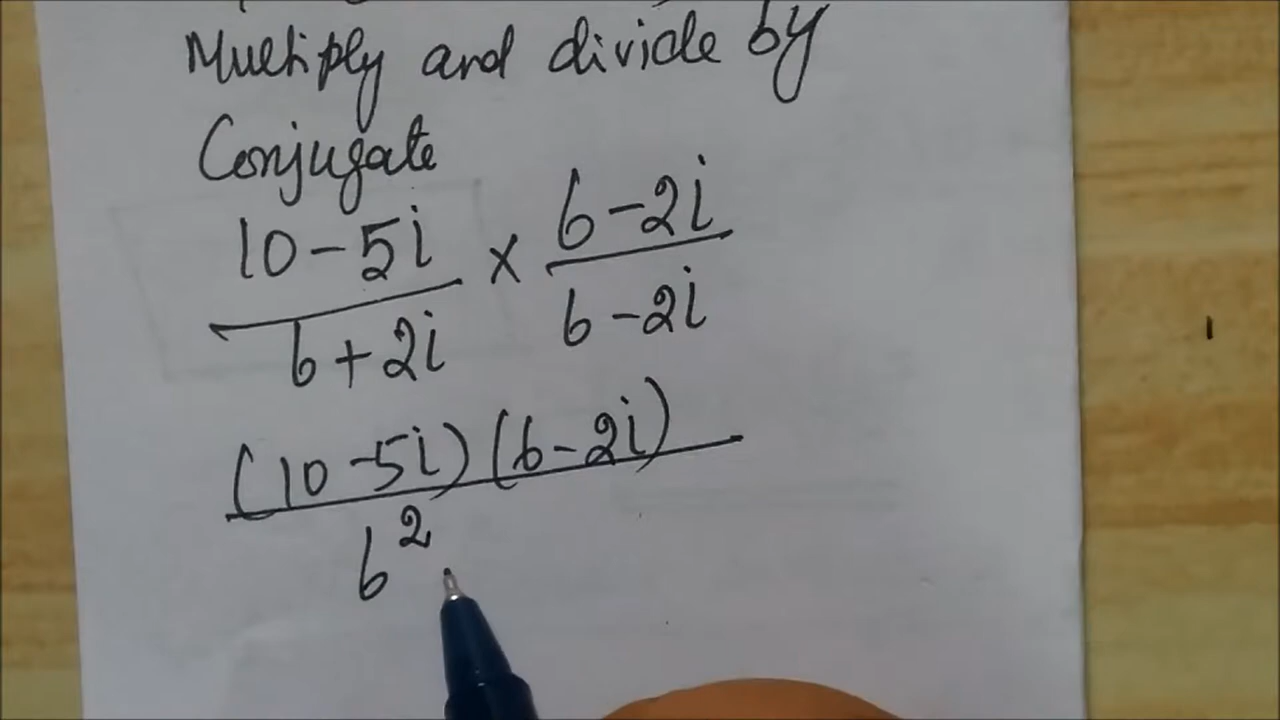 Multiply and divide by
Conjugate
10-5i / 6+2i × 6-2i / 6-2i
(10-5i)(6-2i) / 6²